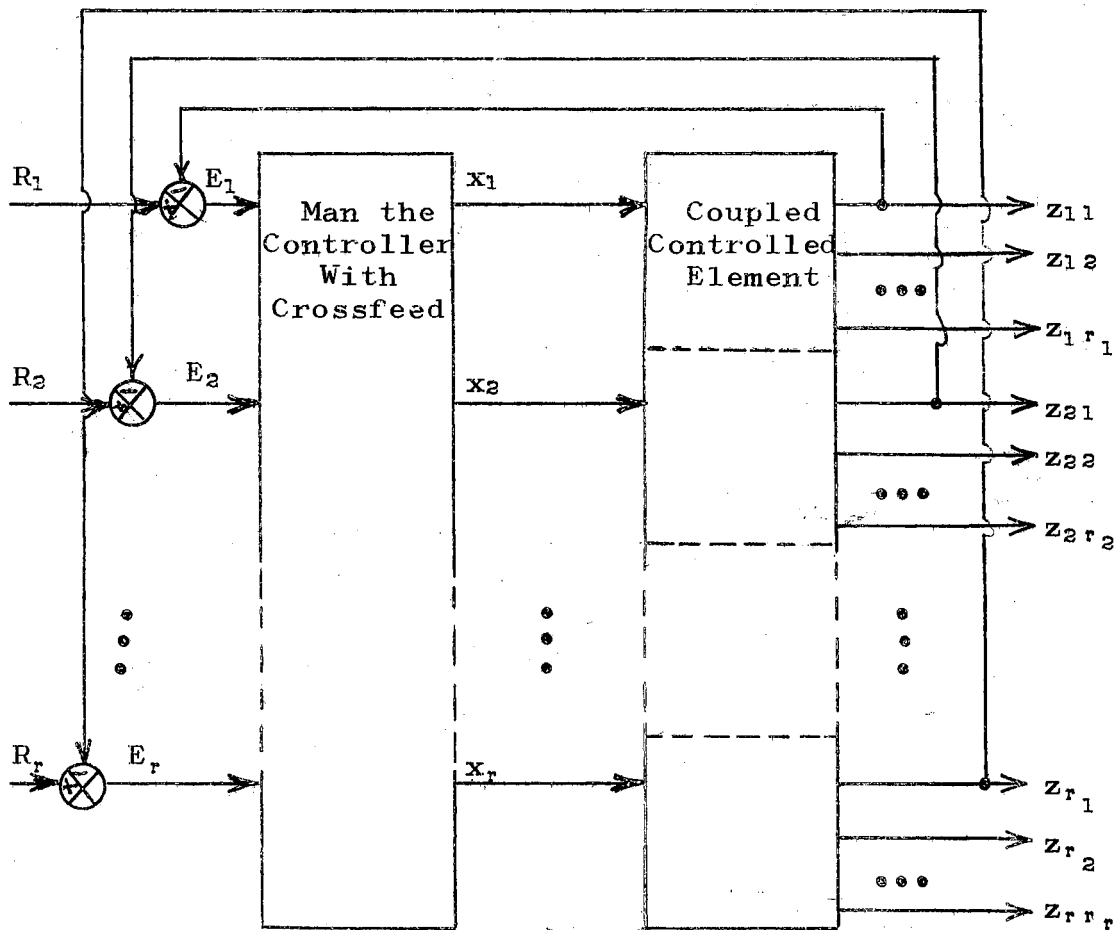 R₁
E₁
Man the
Controller
With
Crossfeed
x₁
Coupled
Controlled
Element
z₁₁
z₁₂
z₁ᵣ₁
R₂
E₂
x₂
z₂₁
z₂₂
z₂ᵣ₂
Rᵣ
Eᵣ
xᵣ
zᵣ₁
zᵣ₂
zᵣᵣᵣ